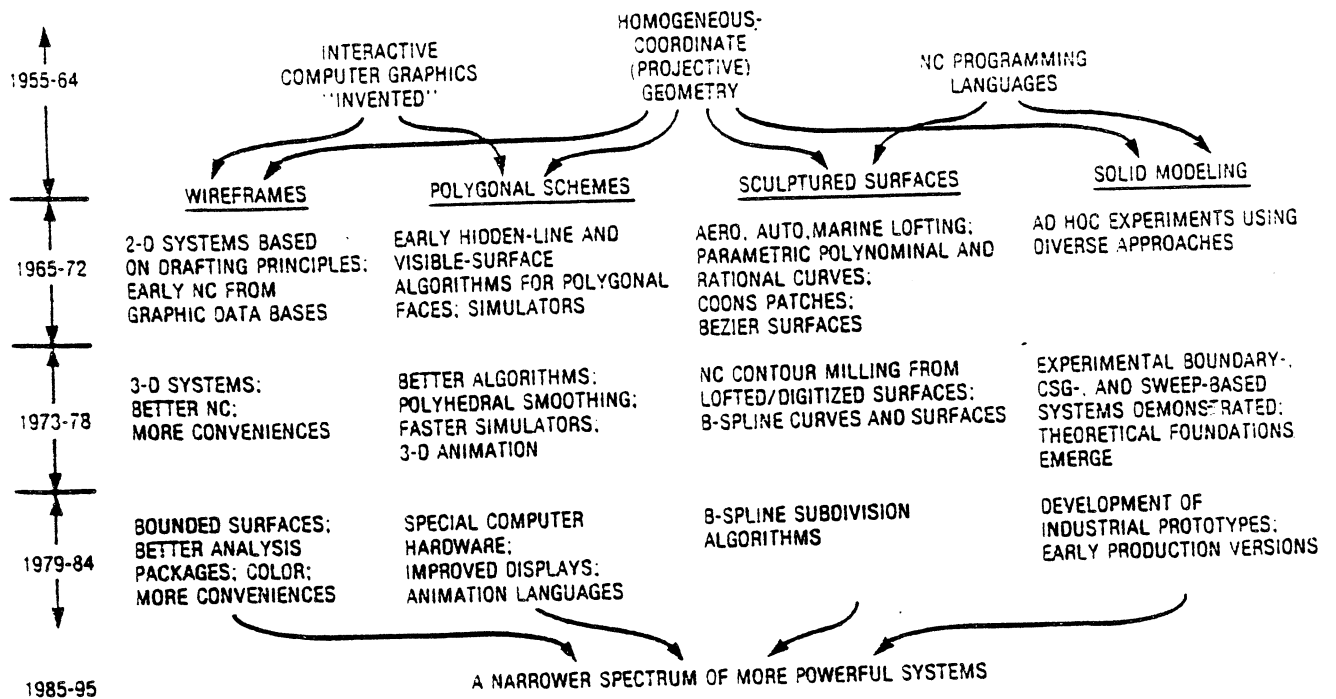 1955-64
INTERACTIVE
COMPUTER GRAPHICS
"INVENTED"
HOMOGENEOUS-
COORDINATE
(PROJECTIVE)
GEOMETRY
NC PROGRAMMING
LANGUAGES
WIREFRAMES
POLYGONAL SCHEMES
SCULPTURED SURFACES
SOLID MODELING
1965-72
2-D SYSTEMS BASED
ON DRAFTING PRINCIPLES;
EARLY NC FROM
GRAPHIC DATA BASES
EARLY HIDDEN-LINE AND
VISIBLE-SURFACE
ALGORITHMS FOR POLYGONAL
FACES; SIMULATORS
AERO, AUTO, MARINE LOFTING;
PARAMETRIC POLYNOMINAL AND
RATIONAL CURVES;
COONS PATCHES;
BEZIER SURFACES
AD HOC EXPERIMENTS USING
DIVERSE APPROACHES
1973-78
3-D SYSTEMS;
BETTER NC;
MORE CONVENIENCES
BETTER ALGORITHMS;
POLYHEDRAL SMOOTHING;
FASTER SIMULATORS;
3-D ANIMATION
NC CONTOUR MILLING FROM
LOFTED/DIGITIZED SURFACES;
B-SPLINE CURVES AND SURFACES
EXPERIMENTAL BOUNDARY-,
CSG-, AND SWEEP-BASED
SYSTEMS DEMONSTRATED;
THEORETICAL FOUNDATIONS
EMERGE
1979-84
BOUNDED SURFACES;
BETTER ANALYSIS
PACKAGES; COLOR;
MORE CONVENIENCES
SPECIAL COMPUTER
HARDWARE;
IMPROVED DISPLAYS;
ANIMATION LANGUAGES
B-SPLINE SUBDIVISION
ALGORITHMS
DEVELOPMENT OF
INDUSTRIAL PROTOTYPES;
EARLY PRODUCTION VERSIONS
1985-95
A NARROWER SPECTRUM OF MORE POWERFUL SYSTEMS